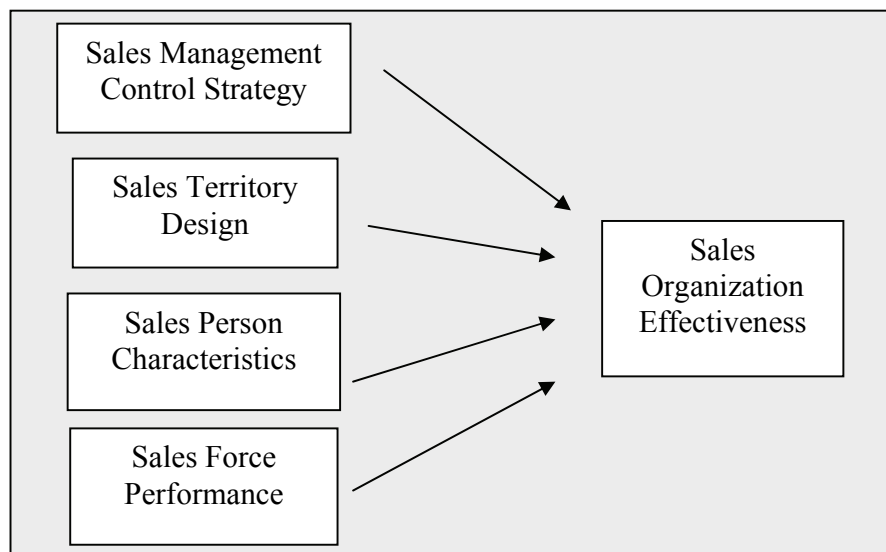 Sales Management
Control Strategy
Sales Territory
Design
Sales Person
Characteristics
Sales Force
Performance
Sales
Organization
Effectiveness